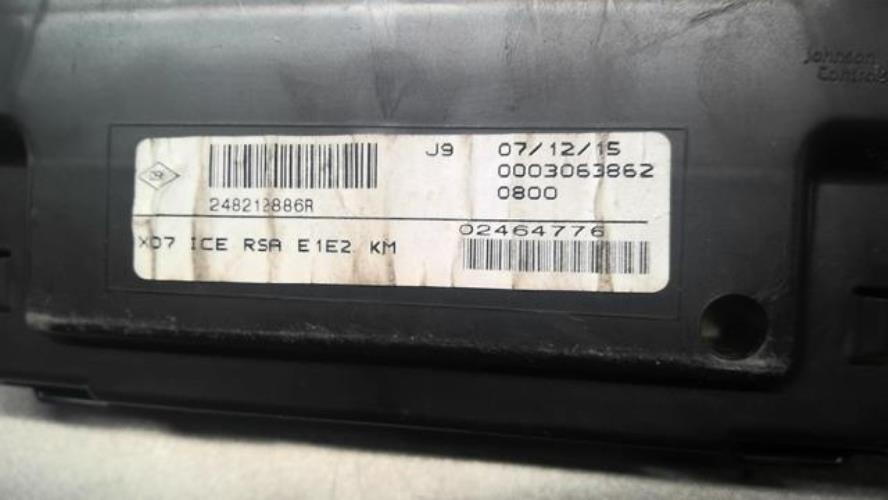 Johnson
Controls
J9 07/12/15
0003063862
0800
248212886R
X07 ICE RSA E1E2 KM
02464776